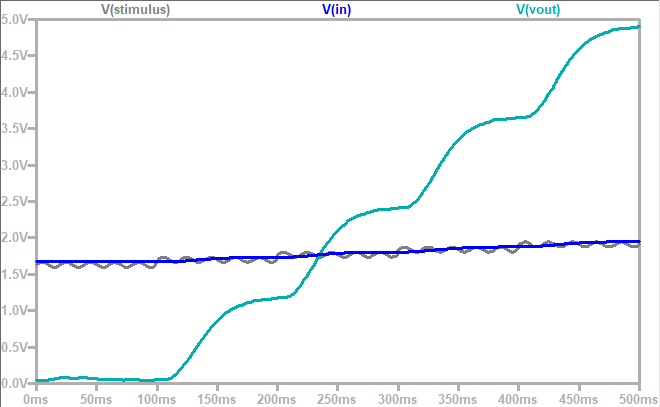 V(stimulus) V(in) V(vout)
5.0V
4.5V
4.0V
3.5V
3.0V
2.5V
2.0V
1.5V
1.0V
0.5V
0.0V
0ms 50ms 100ms 150ms 200ms 250ms 300ms 350ms 400ms 450ms 500ms